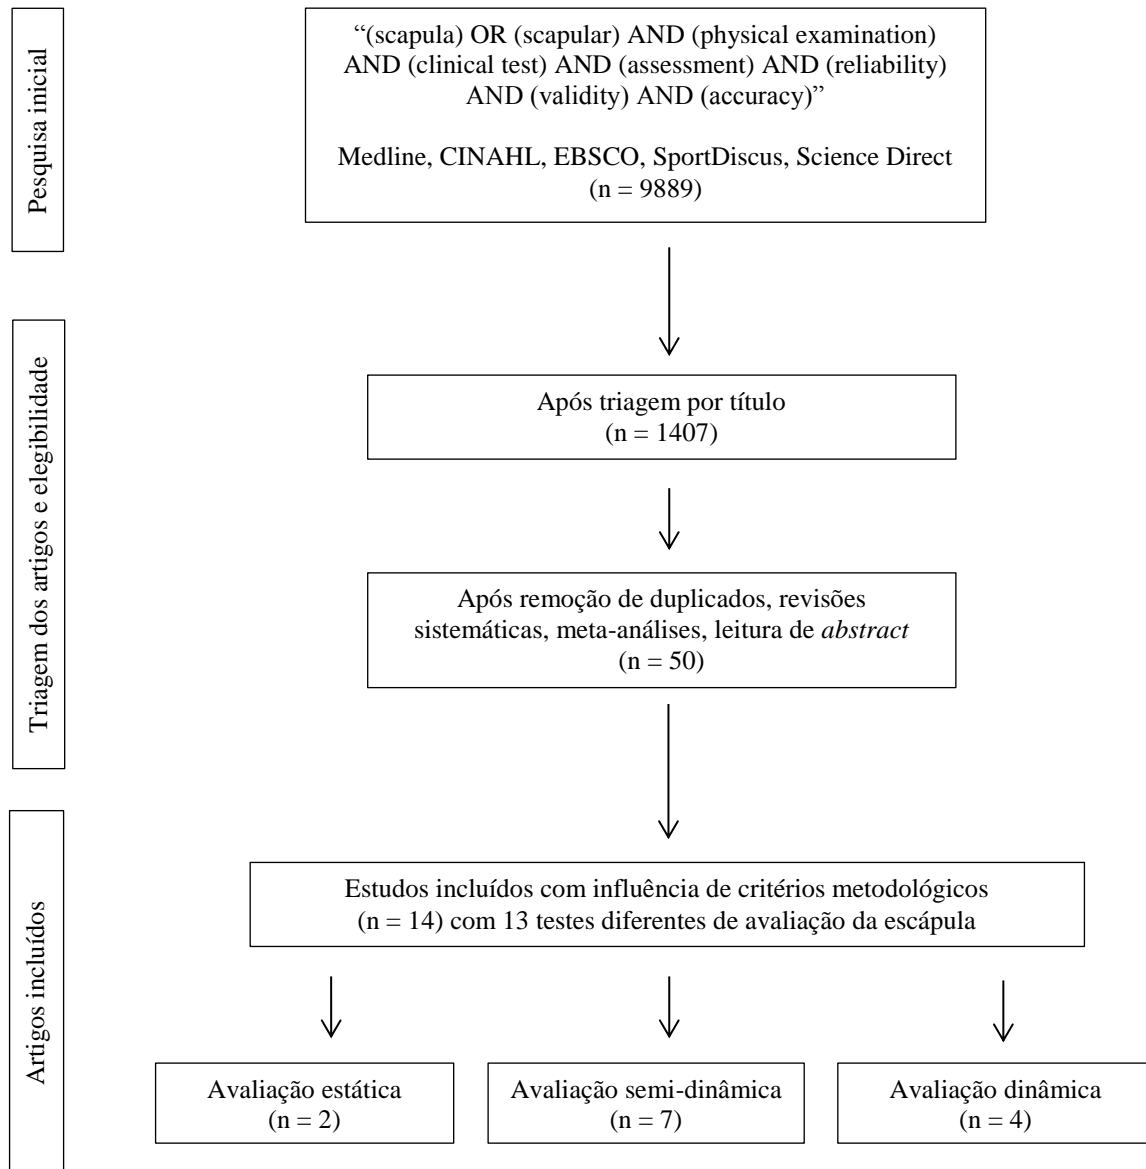 Pesquisa inicial
“(scapula) OR (scapular) AND (physical examination)
AND (clinical test) AND (assessment) AND (reliability)
AND (validity) AND (accuracy)”
Medline, CINAHL, EBSCO, SportDiscus, Science Direct
(n = 9889)
Triagem dos artigos e elegibilidade
Após triagem por título
(n = 1407)
Após remoção de duplicados, revisões
sistemáticas, meta-análises, leitura de abstract
(n = 50)
Artigos incluídos
Estudos incluídos com influência de critérios metodológicos
(n = 14) com 13 testes diferentes de avaliação da escápula
Avaliação estática
(n = 2)
Avaliação semi-dinâmica
(n = 7)
Avaliação dinâmica
(n = 4)